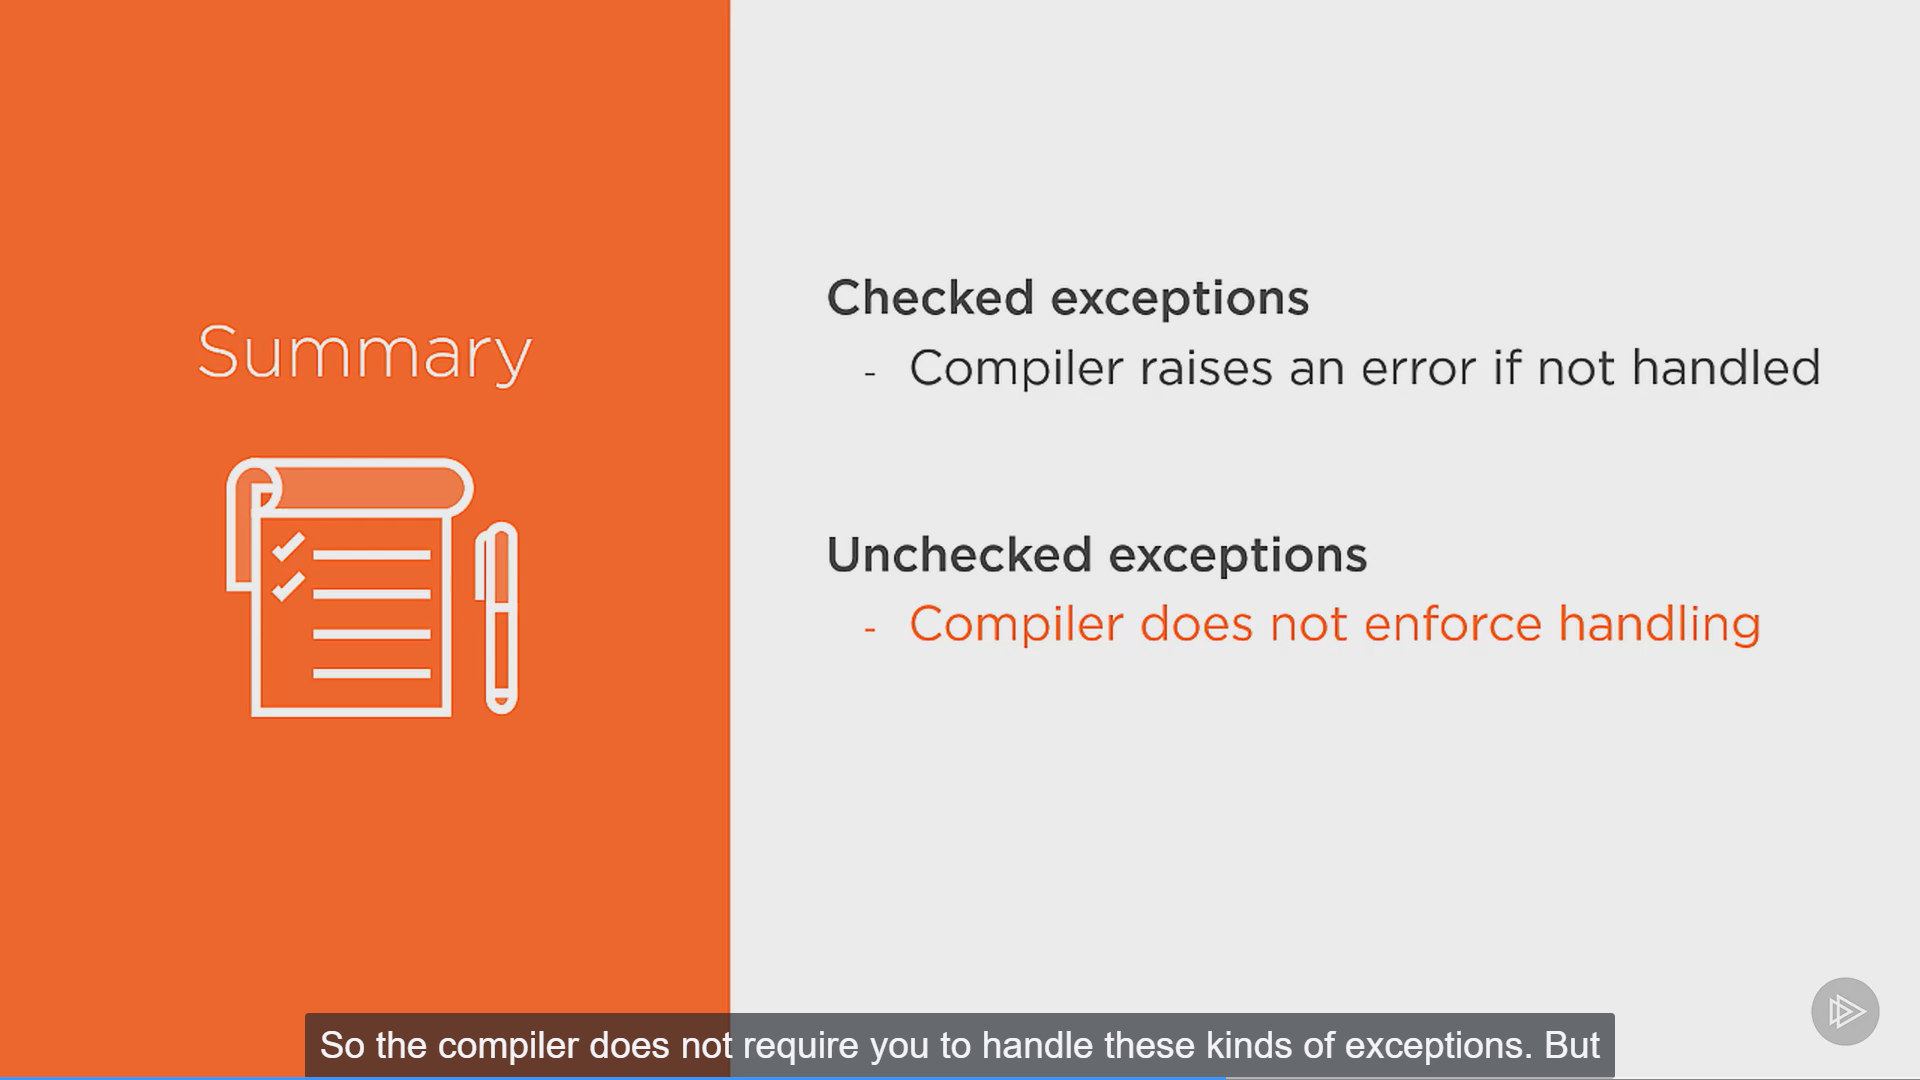 Summary
Checked exceptions
- Compiler raises an error if not handled
Unchecked exceptions
- Compiler does not enforce handling
So the compiler does not require you to handle these kinds of exceptions. But